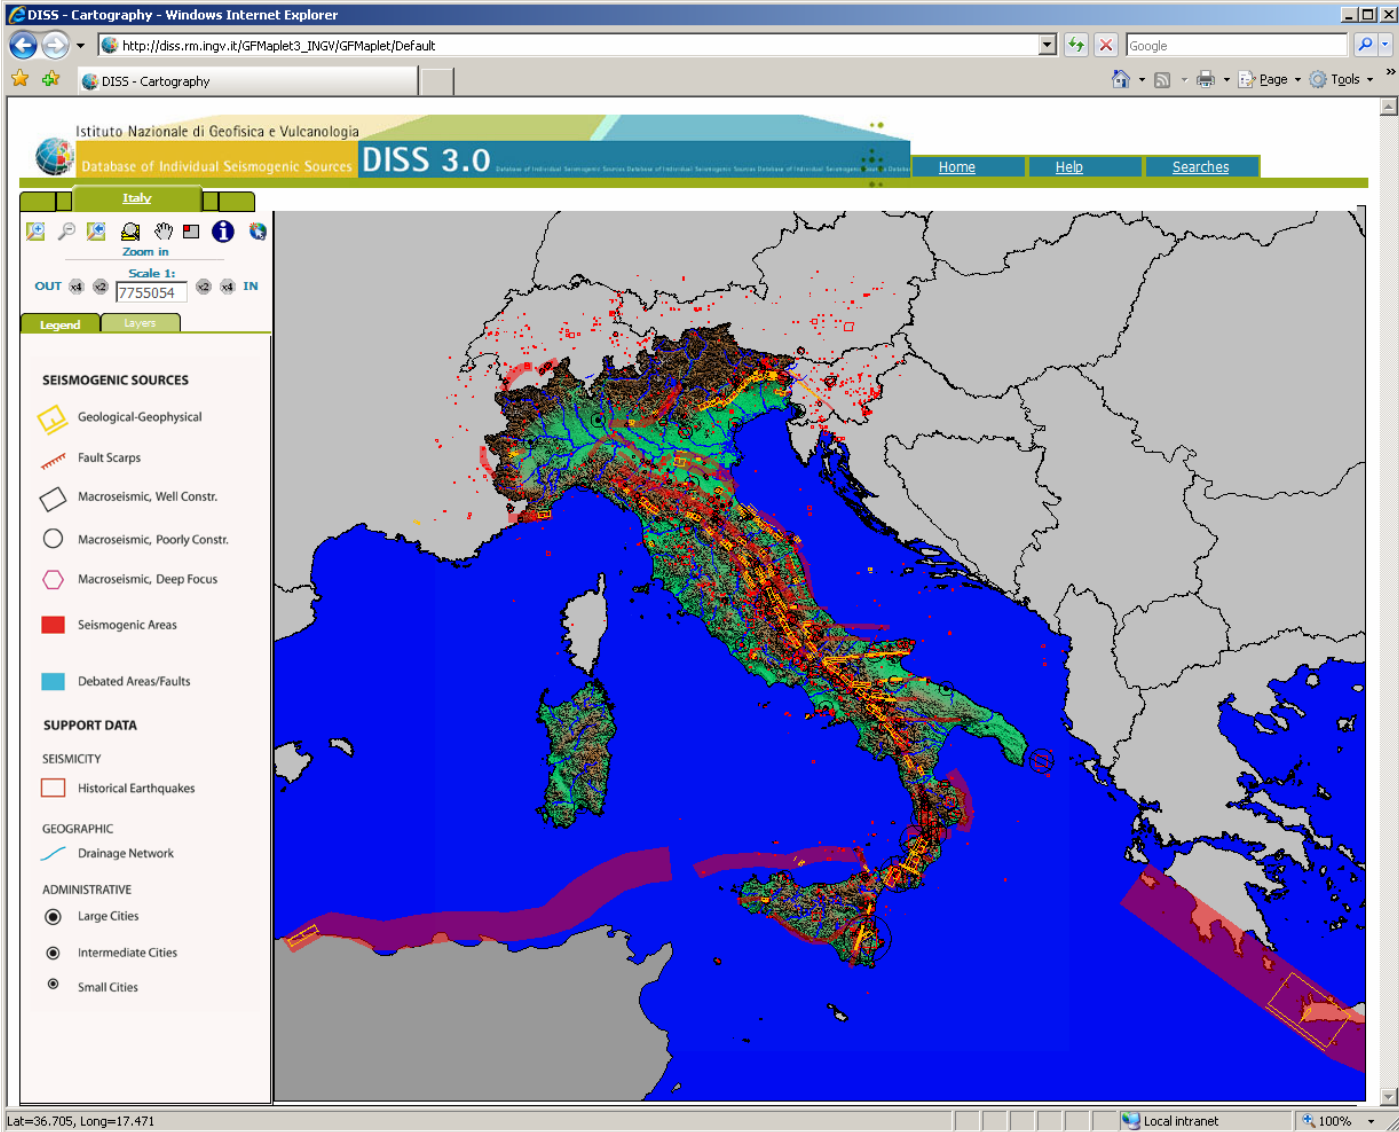 DISS - Cartography - Windows Internet Explorer
http://diss.rm.ingv.it/GFMaplet3_INGV/GFMaplet/Default
Google
DISS - Cartography
Page
Tools
»
Istituto Nazionale di Geofisica e Vulcanologia
Database of Individual Seismogenic Sources
DISS 3.0
Home
Help
Searches
Italy
Zoom in
Scale 1:
OUT x4 x2 7755054 x2 x4 IN
Legend
Layers
SEISMOGENIC SOURCES
Geological-Geophysical
Fault Scarps
Macroseismic, Well Constr.
Macroseismic, Poorly Constr.
Macroseismic, Deep Focus
Seismogenic Areas
Debated Areas/Faults
SUPPORT DATA
SEISMICITY
Historical Earthquakes
GEOGRAPHIC
Drainage Network
ADMINISTRATIVE
Large Cities
Intermediate Cities
Small Cities
Lat=36.705, Long=17.471
Local intranet
100%